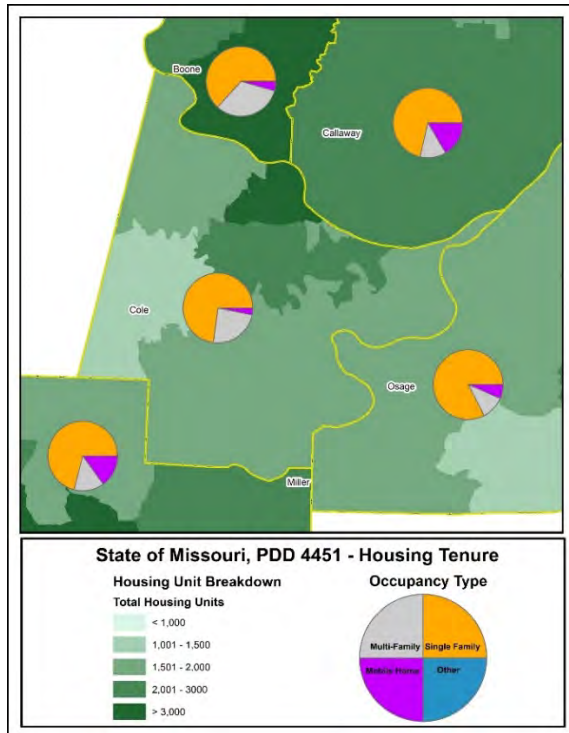 Boone
Callaway
Cole
Osage
Miller
State of Missouri, PDD 4451 - Housing Tenure
Housing Unit Breakdown
Total Housing Units
< 1,000
1,001 - 1,500
1,501 - 2,000
2,001 - 3000
> 3,000
Occupancy Type
Multi-Family Single Family
Mobile Home Other